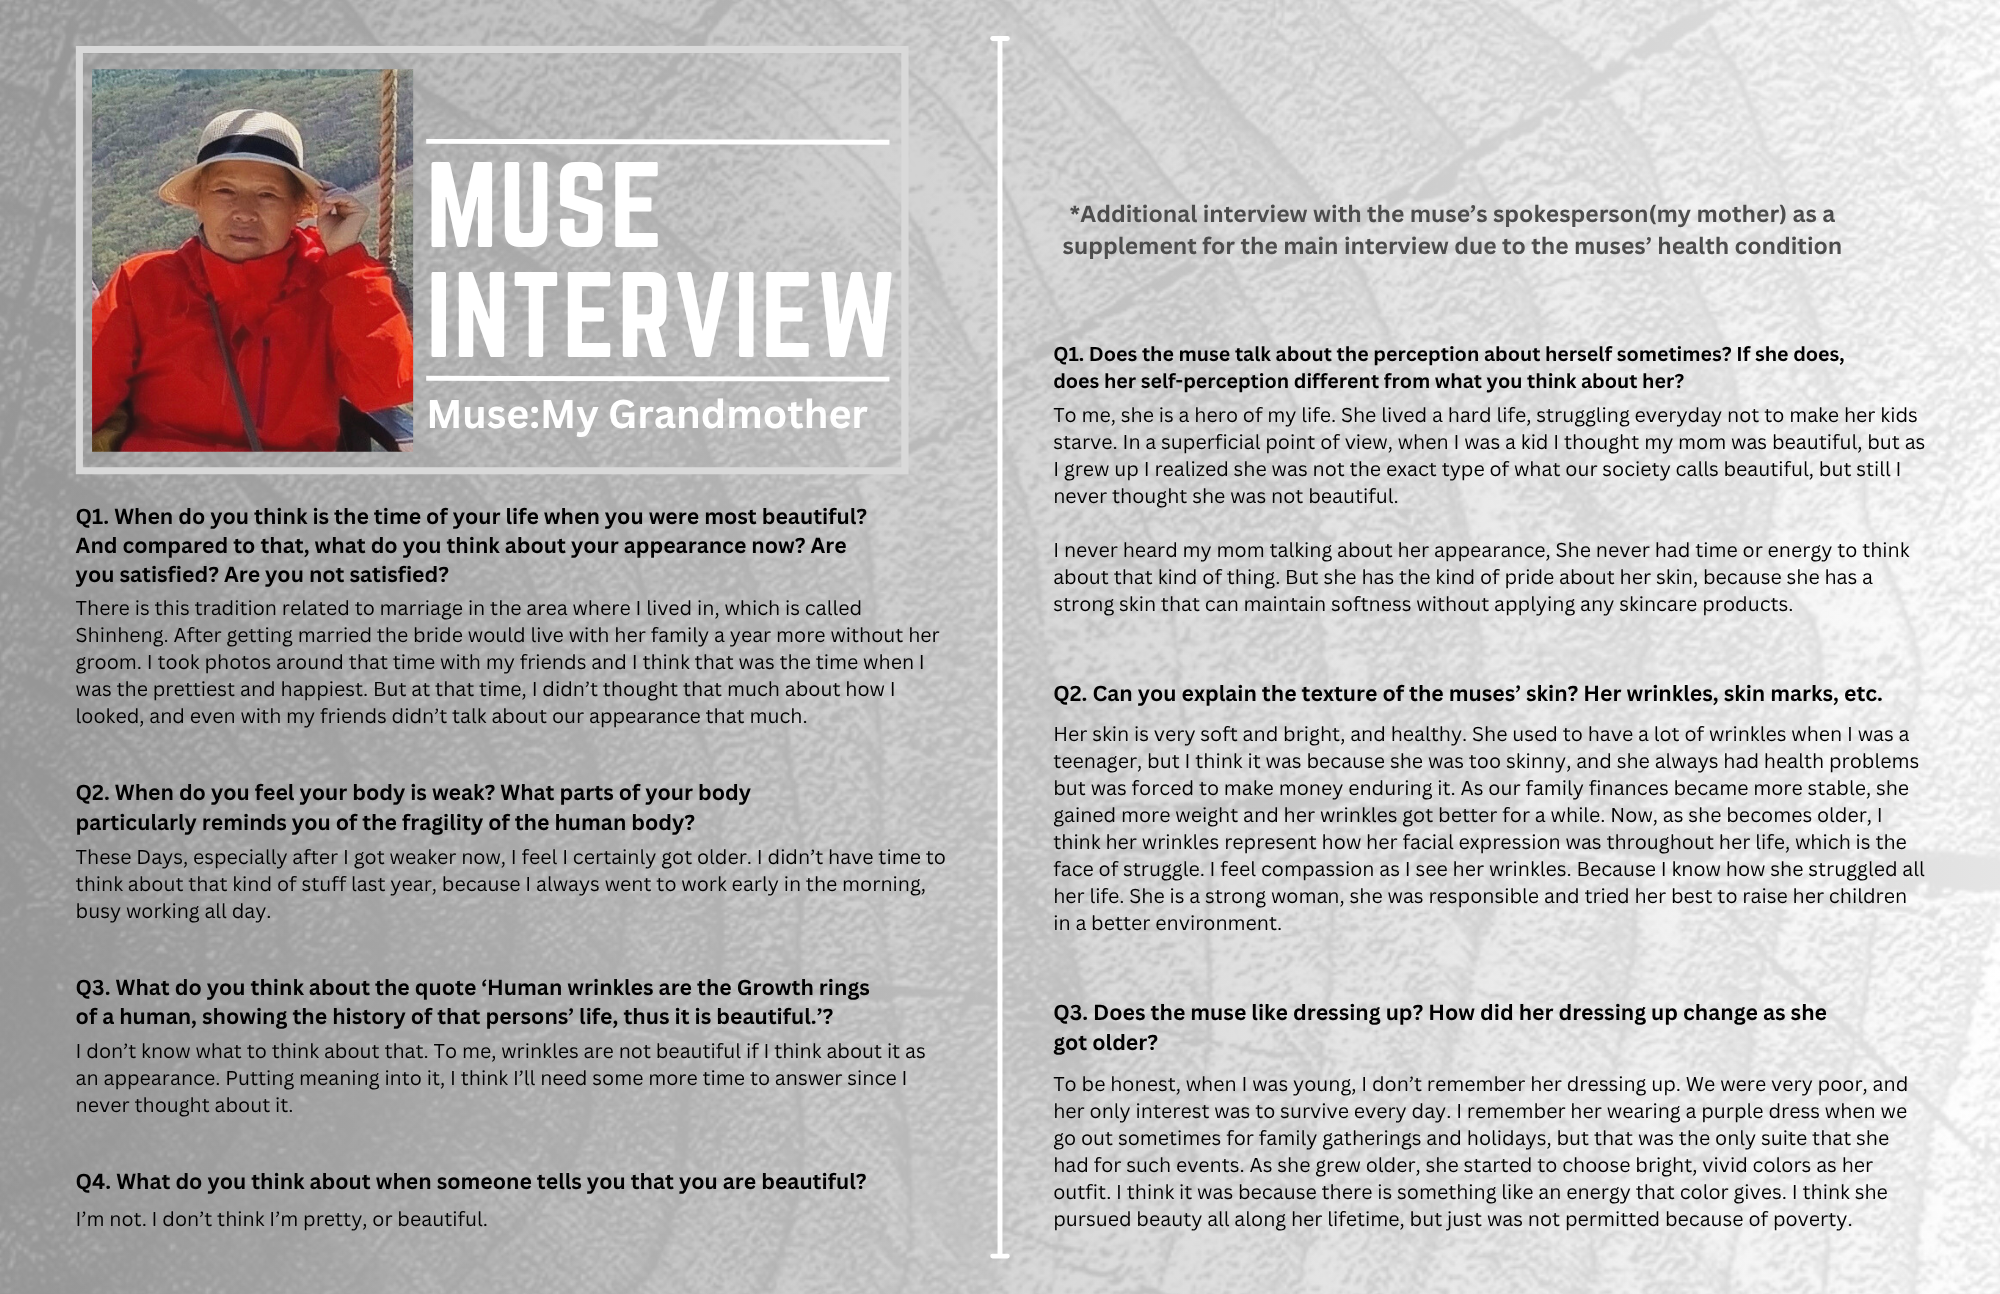 MUSE
INTERVIEW
Muse:My Grandmother
Q1. When do you think is the time of your life when you were most beautiful?
And compared to that, what do you think about your appearance now? Are
you satisfied? Are you not satisfied?
There is this tradition related to marriage in the area where I lived in, which is called
Shinheng. After getting married the bride would live with her family a year more without her
groom. I took photos around that time with my friends and I think that was the time when I
was the prettiest and happiest. But at that time, I didn’t thought that much about how I
looked, and even with my friends didn’t talk about our appearance that much.
Q2. When do you feel your body is weak? What parts of your body
particularly reminds you of the fragility of the human body?
These Days, especially after I got weaker now, I feel I certainly got older. I didn’t have time to
think about that kind of stuff last year, because I always went to work early in the morning,
busy working all day.
Q3. What do you think about the quote ‘Human wrinkles are the Growth rings
of a human, showing the history of that persons’ life, thus it is beautiful.’?
I don’t know what to think about that. To me, wrinkles are not beautiful if I think about it as
an appearance. Putting meaning into it, I think I’ll need some more time to answer since I
never thought about it.
Q4. What do you think about when someone tells you that you are beautiful?
I’m not. I don’t think I’m pretty, or beautiful.
*Additional interview with the muse’s spokesperson(my mother) as a
supplement for the main interview due to the muses’ health condition
Q1. Does the muse talk about the perception about herself sometimes? If she does,
does her self-perception different from what you think about her?
To me, she is a hero of my life. She lived a hard life, struggling everyday not to make her kids
starve. In a superficial point of view, when I was a kid I thought my mom was beautiful, but as
I grew up I realized she was not the exact type of what our society calls beautiful, but still I
never thought she was not beautiful.
I never heard my mom talking about her appearance, She never had time or energy to think
about that kind of thing. But she has the kind of pride about her skin, because she has a
strong skin that can maintain softness without applying any skincare products.
Q2. Can you explain the texture of the muses’ skin? Her wrinkles, skin marks, etc.
Her skin is very soft and bright, and healthy. She used to have a lot of wrinkles when I was a
teenager, but I think it was because she was too skinny, and she always had health problems
but was forced to make money enduring it. As our family finances became more stable, she
gained more weight and her wrinkles got better for a while. Now, as she becomes older, I
think her wrinkles represent how her facial expression was throughout her life, which is the
face of struggle. I feel compassion as I see her wrinkles. Because I know how she struggled all
her life. She is a strong woman, she was responsible and tried her best to raise her children
in a better environment.
Q3. Does the muse like dressing up? How did her dressing up change as she
got older?
To be honest, when I was young, I don’t remember her dressing up. We were very poor, and
her only interest was to survive every day. I remember her wearing a purple dress when we
go out sometimes for family gatherings and holidays, but that was the only suite that she
had for such events. As she grew older, she started to choose bright, vivid colors as her
outfit. I think it was because there is something like an energy that color gives. I think she
pursued beauty all along her lifetime, but just was not permitted because of poverty.